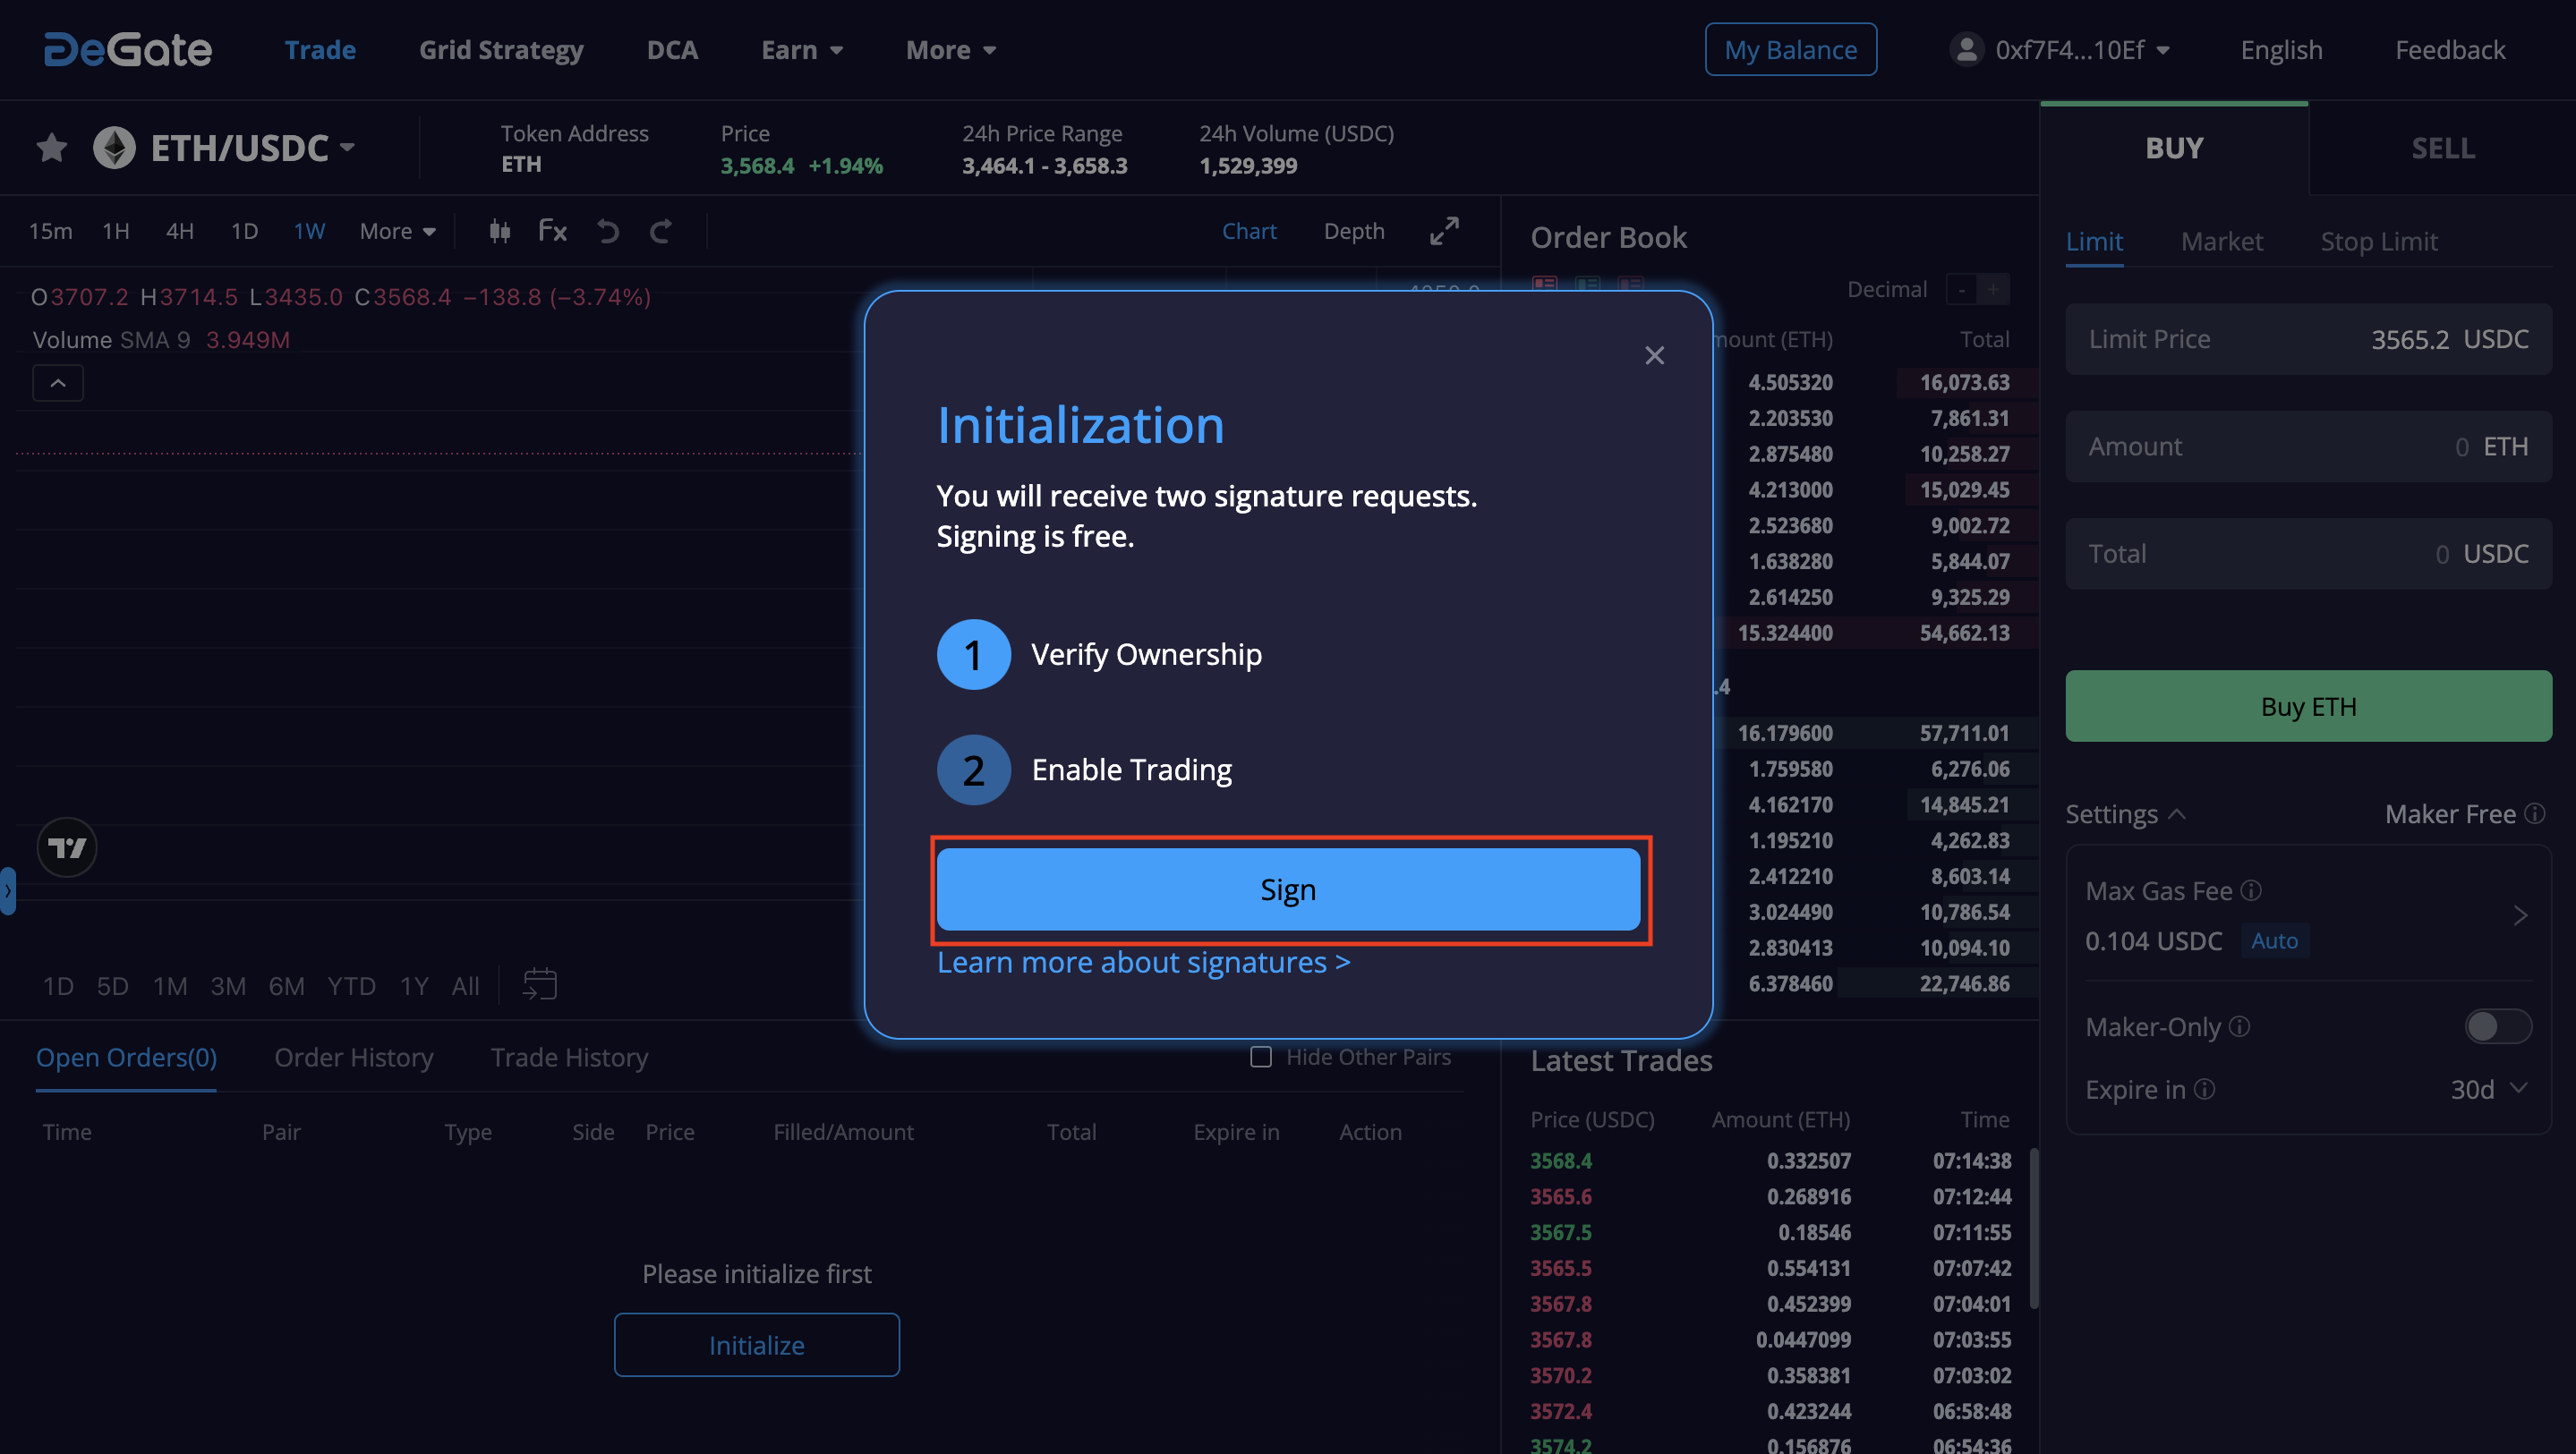 DeGate
Trade
Grid Strategy
DCA
Earn
More
My Balance
0xf7F4...10Ef
English
Feedback
ETH/USDC
Token Address
ETH
Price
3,568.4 +1.94%
24h Price Range
3,464.1 - 3,658.3
24h Volume (USDC)
1,529,399
BUY
SELL
15m 1H 4H 1D 1W More Fx
Chart
Depth
O3707.2 H3714.5 L3435.0 C3568.4 −138.8 (−3.74%)
Volume SMA 9 3.949M
Initialization
You will receive two signature requests.
Signing is free.
1 Verify Ownership
2 Enable Trading
Sign
Learn more about signatures >
1D 5D 1M 3M 6M YTD 1Y All
Order Book
Decimal - +
Total
4.505320 16,073.63
2.203530 7,861.31
2.875480 10,258.27
4.213000 15,029.45
2.523680 9,002.72
1.638280 5,844.07
2.614250 9,325.29
15.324400 54,662.13
.4
16.179600 57,711.01
1.759580 6,276.06
4.162170 14,845.21
1.195210 4,262.83
2.412210 8,603.14
3.024490 10,786.54
2.830413 10,094.10
6.378460 22,746.86
Limit
Market
Stop Limit
Limit Price 3565.2 USDC
Amount 0 ETH
Total 0 USDC
Buy ETH
Settings
Maker Free
Max Gas Fee
0.104 USDC Auto
Maker-Only
Expire in 30d
Open Orders(0)
Order History
Trade History
Hide Other Pairs
Time Pair Type Side Price Filled/Amount Total Expire in Action
Please initialize first
Initialize
Latest Trades
Price (USDC) Amount (ETH) Time
3568.4 0.332507 07:14:38
3565.6 0.268916 07:12:44
3567.5 0.18546 07:11:55
3565.5 0.554131 07:07:42
3567.8 0.452399 07:04:01
3567.8 0.0447099 07:03:55
3570.2 0.358381 07:03:02
3572.4 0.423244 06:58:48
3574.2 0.156876 06:54:36